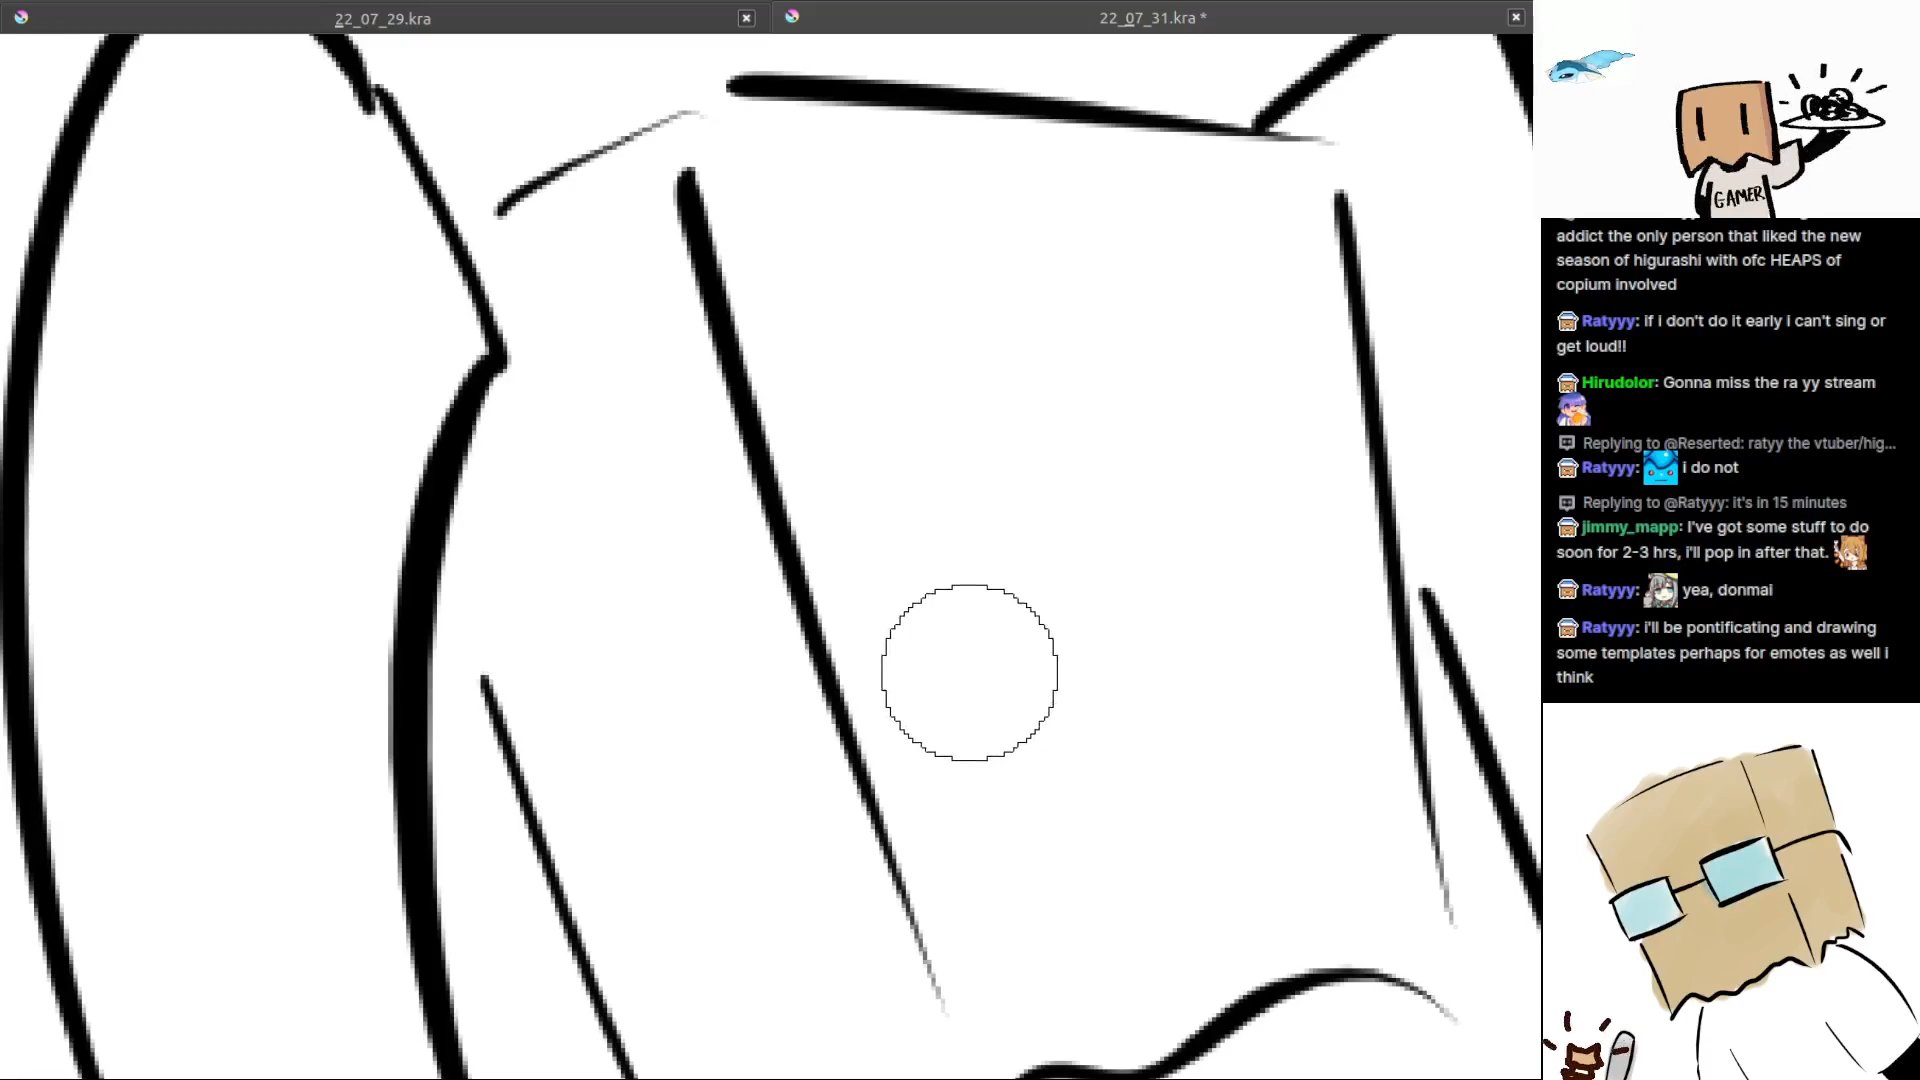 22_07_29.kra
22_07_31.kra *
GAMER
addict the only person that liked the new
season of higurashi with ofc HEAPS of
copium involved
Ratyyy: if i don't do it early i can't sing or
get loud!!
Hirudolor: Gonna miss the ra yy stream
Replying to @Reserted: ratyy the vtuber/hig...
Ratyyy: i do not
Replying to @Ratyyy: it's in 15 minutes
jimmy_mapp: I've got some stuff to do
soon for 2-3 hrs, i'll pop in after that.
Ratyyy: yea, donmai
Ratyyy: i'll be pontificating and drawing
some templates perhaps for emotes as well i
think